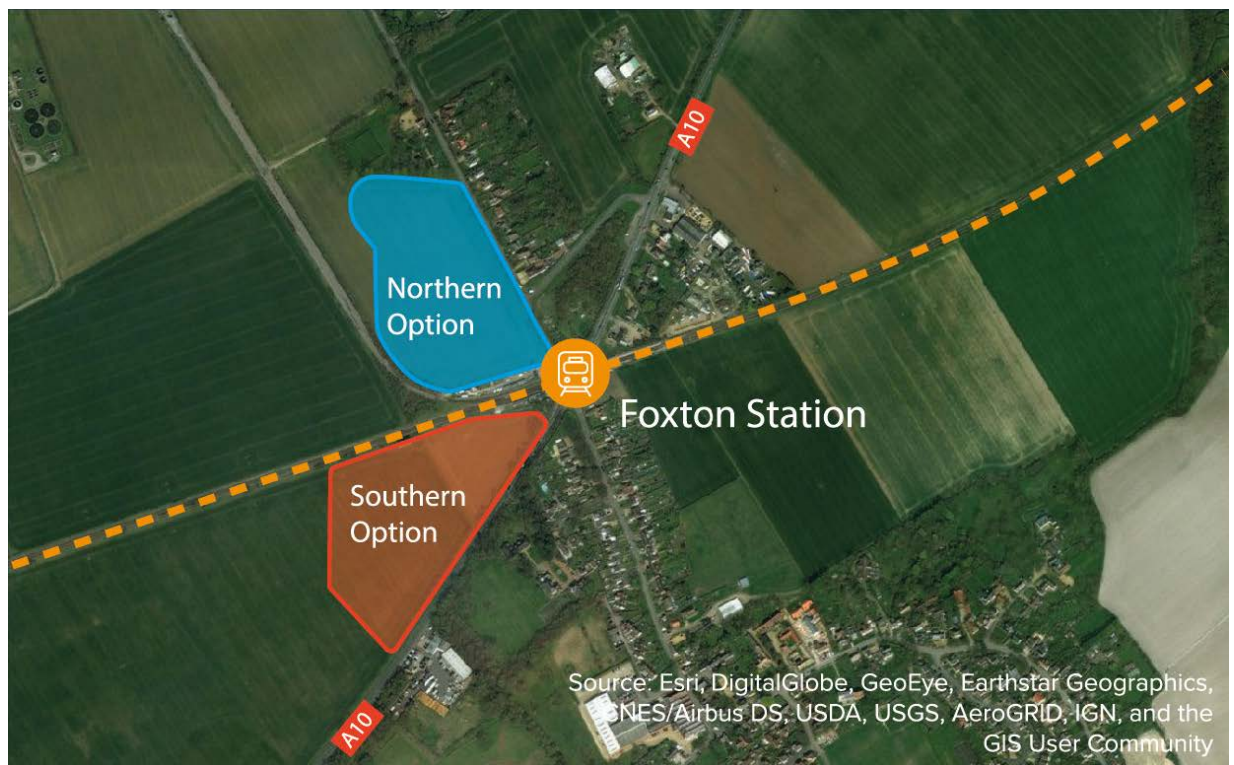 A10
Northern
Option
Foxton Station
Southern
Option
A10
Source: Esri, DigitalGlobe, GeoEye, Earthstar Geographics,
CNES/Airbus DS, USDA, USGS, AeroGRID, IGN, and the
GIS User Community